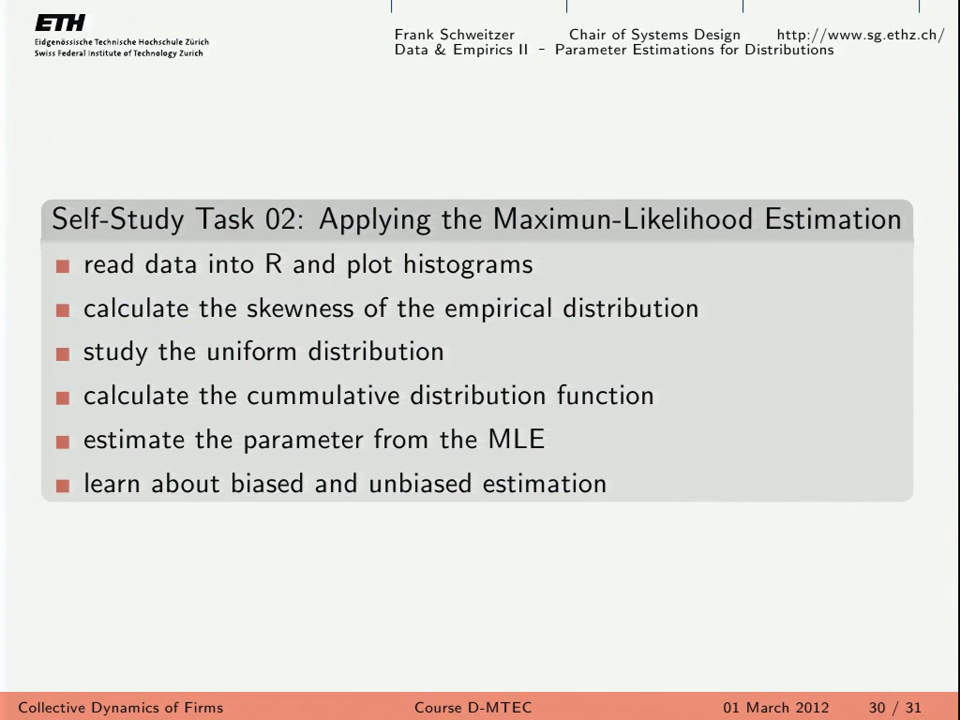 ETH
Eidgenössische Technische Hochschule Zürich
Swiss Federal Institute of Technology Zurich
Frank Schweitzer Chair of Systems Design http://www.sg.ethz.ch/
Data & Empirics II - Parameter Estimations for Distributions
Self-Study Task 02: Applying the Maximun-Likelihood Estimation
read data into R and plot histograms
calculate the skewness of the empirical distribution
study the uniform distribution
calculate the cummulative distribution function
estimate the parameter from the MLE
learn about biased and unbiased estimation
Collective Dynamics of Firms Course D-MTEC 01 March 2012 30 / 31